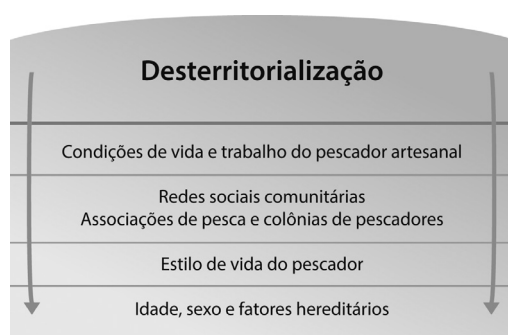 Desterritorialização
Condições de vida e trabalho do pescador artesanal
Redes sociais comunitárias
Associações de pesca e colônias de pescadores
Estilo de vida do pescador
Idade, sexo e fatores hereditários